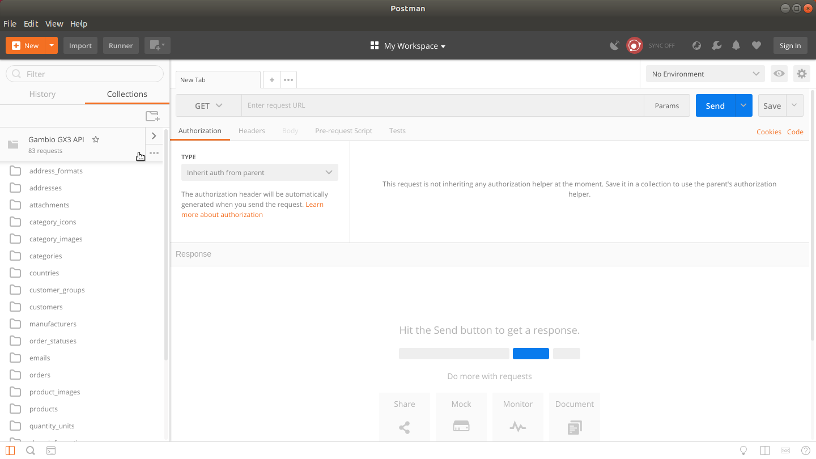 Postman
File Edit View Help
New Import Runner My Workspace SYNC OFF Sign In
Filter
History Collections
Gambio GX3 API
83 requests
address_formats
addresses
attachments
category_icons
category_images
categories
countries
customer_groups
customers
manufacturers
order_statuses
emails
orders
product_images
products
quantity_units
New Tab
No Environment
GET Enter request URL Params Send Save
Authorization Headers Body Pre-request Script Tests Cookies Code
TYPE
Inherit auth from parent
The authorization header will be automatically
generated when you send the request. Learn
more about authorization
This request is not inheriting any authorization helper at the moment. Save it in a collection to use the parent's authorization
helper.
Response
Hit the Send button to get a response.
Do more with requests
Share Mock Monitor Document